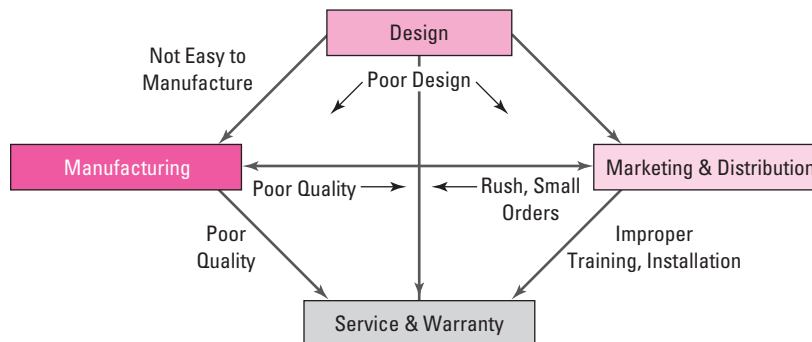 Design
Not Easy to
Manufacture
Poor Design
Manufacturing
Marketing & Distribution
Poor Quality
Rush, Small
Orders
Poor
Quality
Improper
Training, Installation
Service & Warranty